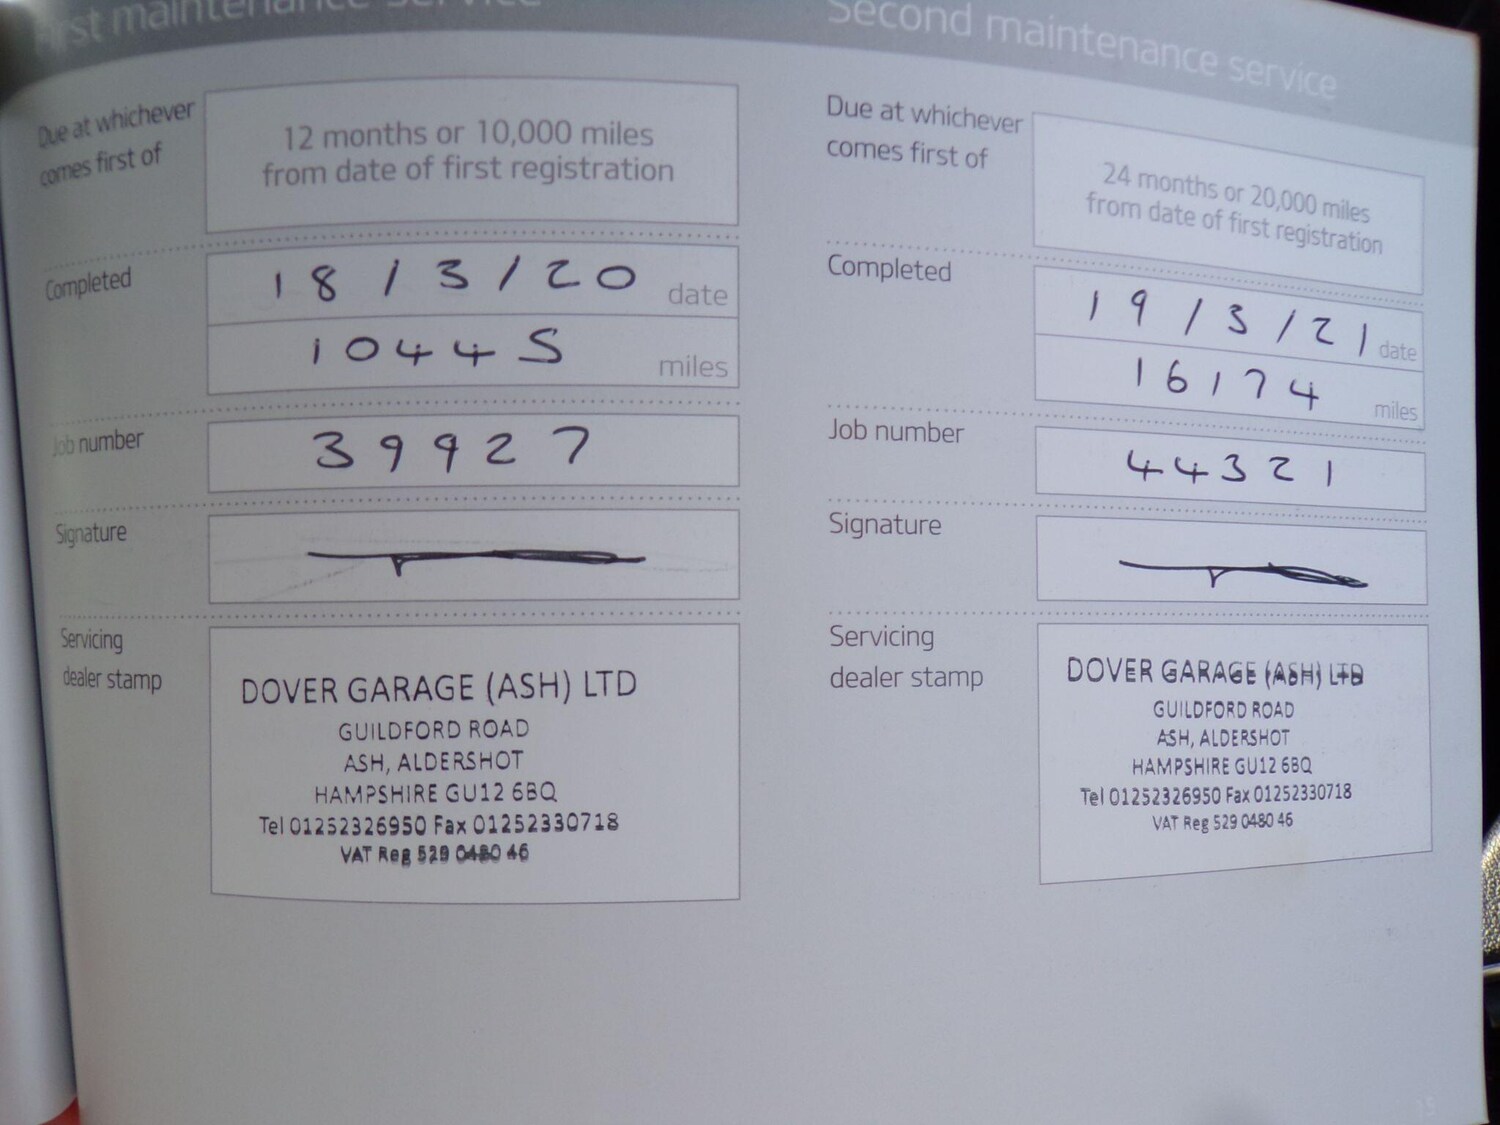 First maintenance service
Due at whichever
comes first of
12 months or 10,000 miles
from date of first registration
Completed
18/3/20 date
10445 miles
Job number
39927
Signature
Servicing
dealer stamp
DOVER GARAGE (ASH) LTD
GUILDFORD ROAD
ASH, ALDERSHOT
HAMPSHIRE GU12 6BQ
Tel 01252326950 Fax 01252330718
VAT Reg 529 0480 46
Second maintenance service
Due at whichever
comes first of
24 months or 20,000 miles
from date of first registration
Completed
19/3/21 date
16174 miles
Job number
44321
Signature
Servicing
dealer stamp
DOVER GARAGE (ASH) LTD
GUILDFORD ROAD
ASH, ALDERSHOT
HAMPSHIRE GU12 6BQ
Tel 01252326950 Fax 01252330718
VAT Reg 529 0480 46